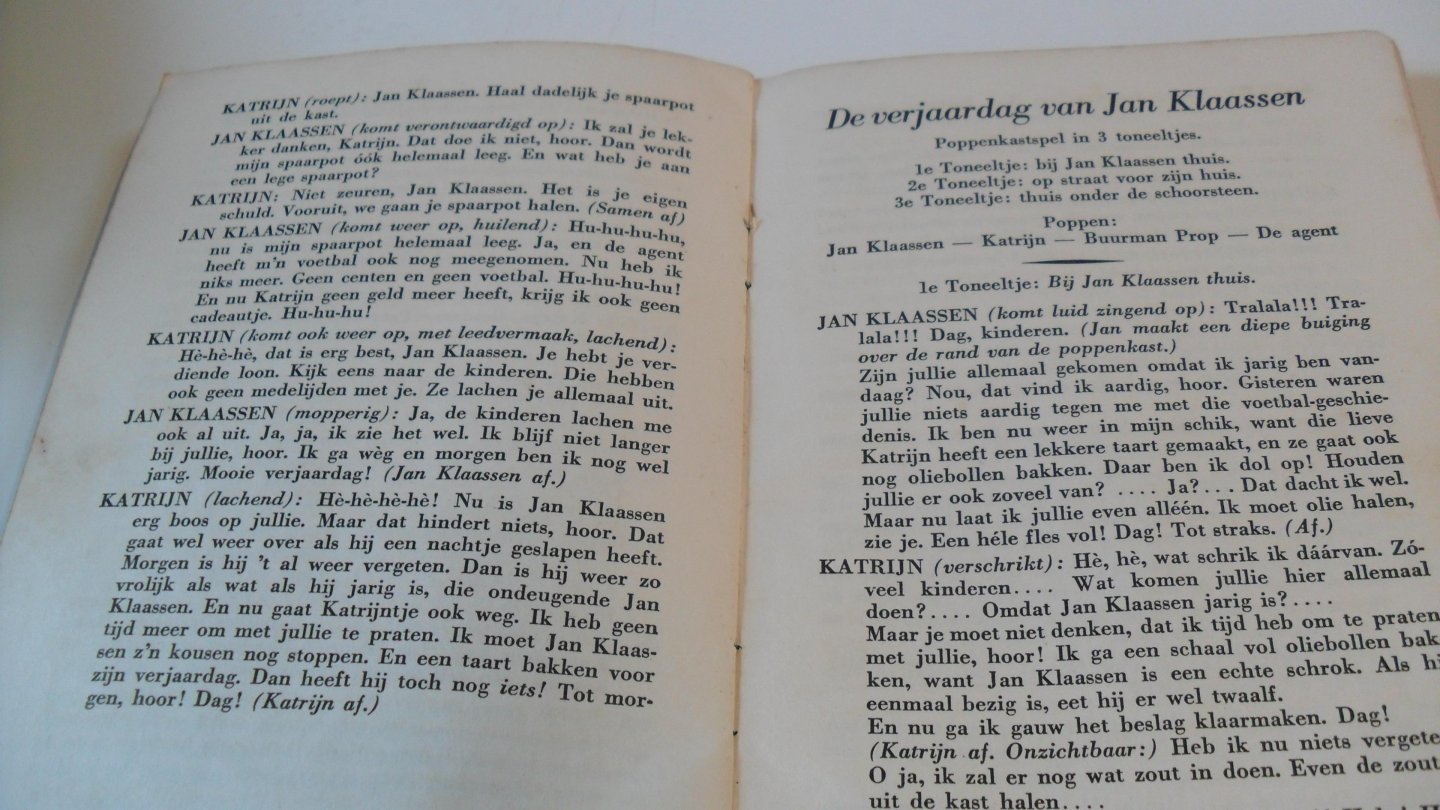 KATRIJN (roept): Jan Klaassen. Haal dadelijk je spaarpot
uit de kast.
JAN KLAASSEN (komt verontwaardigd op): Ik zal je lek-
ker danken, Katrijn. Dat doe ik niet, hoor. Dan wordt
mijn spaarpot óók helemaal leeg. En wat heb je aan
een lege spaarpot?
KATRIJN: Niet zeuren, Jan Klaassen. Het is je eigen
schuld. Vooruit, we gaan je spaarpot halen. (Samen af)
JAN KLAASSEN (komt weer op, huilend): Hu-hu-hu-hu,
nu is mijn spaarpot helemaal leeg. Ja, en de agent
heeft m'n voetbal ook nog meegenomen. Nu heb ik
niks meer. Geen centen en geen voetbal. Hu-hu-hu-hu!
En nu Katrijn geen geld meer heeft, krijg ik ook geen
cadeautje. Hu-hu-hu!
KATRIJN (komt ook weer op, met leedvermaak, lachend):
Hè-hè-hè, dat is erg best, Jan Klaassen. Je hebt je ver-
diende loon. Kijk eens naar de kinderen. Die hebben
ook geen medelijden met je. Ze lachen je allemaal uit.
JAN KLAASSEN (mopperig): Ja, de kinderen lachen me
ook al uit. Ja, ja, ik zie het wel. Ik blijf niet langer
bij jullie, hoor. Ik ga wèg en morgen ben ik nog wel
jarig. Mooie verjaardag! (Jan Klaassen af.)
KATRIJN (lachend): Hè-hè-hè-hè! Nu is Jan Klaassen
erg boos op jullie. Maar dat hindert niets, hoor. Dat
gaat wel weer over als hij een nachtje geslapen heeft.
Morgen is hij 't al weer vergeten. Dan is hij weer zo
vrolijk als wat als hij jarig is, die ondeugende Jan
Klaassen. En nu gaat Katrijntje ook weg. Ik heb geen
tijd meer om met jullie te praten. Ik moet Jan Klaas-
sen z'n kousen nog stoppen. En een taart bakken voor
zijn verjaardag. Dan heeft hij toch nog iets! Tot mor-
gen, hoor! Dag! (Katrijn af.)
De verjaardag van Jan Klaassen
Poppenkastspel in 3 toneeltjes.
1e Toneeltje: bij Jan Klaassen thuis.
2e Toneeltje: op straat voor zijn huis.
3e Toneeltje: thuis onder de schoorsteen.
Poppen:
Jan Klaassen — Katrijn — Buurman Prop — De agent
1e Toneeltje: Bij Jan Klaassen thuis.
JAN KLAASSEN (komt luid zingend op): Tralala!!! Tra-
lala!!! Dag, kinderen. (Jan maakt een diepe buiging
over de rand van de poppenkast.)
Zijn jullie allemaal gekomen omdat ik jarig ben van-
daag? Nou, dat vind ik aardig, hoor. Gisteren waren
jullie niets aardig tegen me met die voetbal-geschie-
denis. Ik ben nu weer in mijn schik, want die lieve
Katrijn heeft een lekkere taart gemaakt, en ze gaat ook
nog oliebollen bakken. Daar ben ik dol op! Houden
jullie er ook zoveel van? .... Ja?... Dat dacht ik wel.
Maar nu laat ik jullie even alléén. Ik moet olie halen,
zie je. Een héle fles vol! Dag! Tot straks. (Af.)
KATRIJN (verschrikt): Hè, hè, wat schrik ik dáárvan. Zó-
veel kinderen.... Wat komen jullie hier allemaal
doen?.... Omdat Jan Klaassen jarig is?....
Maar je moet niet denken, dat ik tijd heb om te praten
met jullie, hoor! Ik ga een schaal vol oliebollen bak
ken, want Jan Klaassen is een echte schrok. Als hi
eenmaal bezig is, eet hij er wel twaalf.
En nu ga ik gauw het beslag klaarmaken. Dag!
(Katrijn af. Onzichtbaar:) Heb ik nu niets vergete
O ja, ik zal er nog wat zout in doen. Even de zout
uit de kast halen....